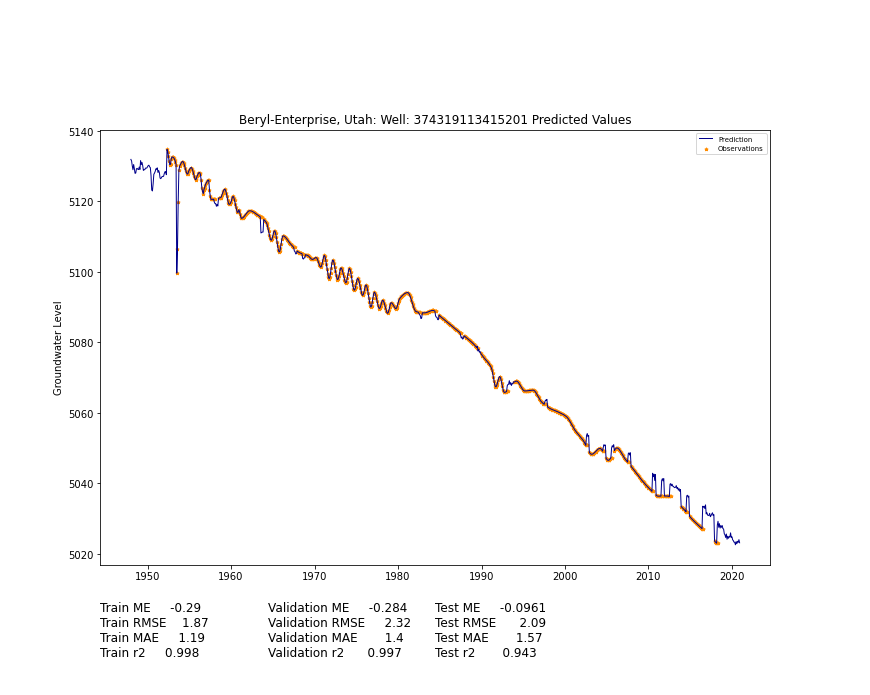 Beryl-Enterprise, Utah: Well: 374319113415201 Predicted Values
Prediction
Observations
Groundwater Level
5140
5120
5100
5080
5060
5040
5020
1950 1960 1970 1980 1990 2000 2010 2020
Train ME -0.29 Validation ME -0.284 Test ME -0.0961
Train RMSE 1.87 Validation RMSE 2.32 Test RMSE 2.09
Train MAE 1.19 Validation MAE 1.4 Test MAE 1.57
Train r2 0.998 Validation r2 0.997 Test r2 0.943